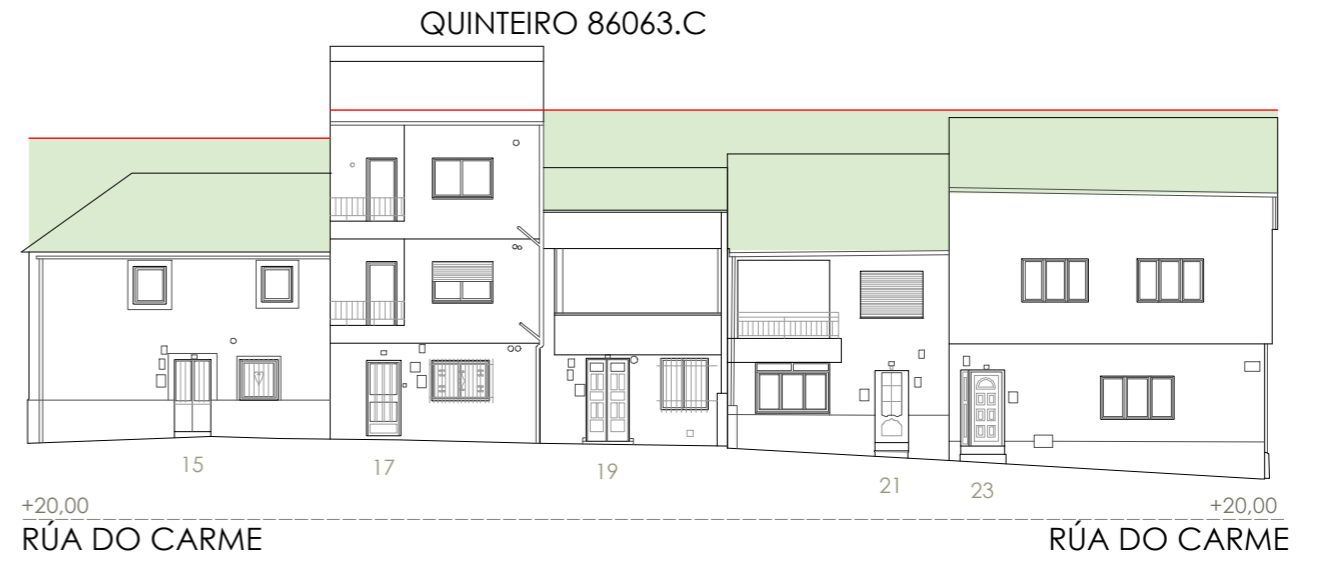 QUINTEIRO 86063.C
15
17
19
21
23
+20,00
+20,00
RÚA DO CARME
RÚA DO CARME